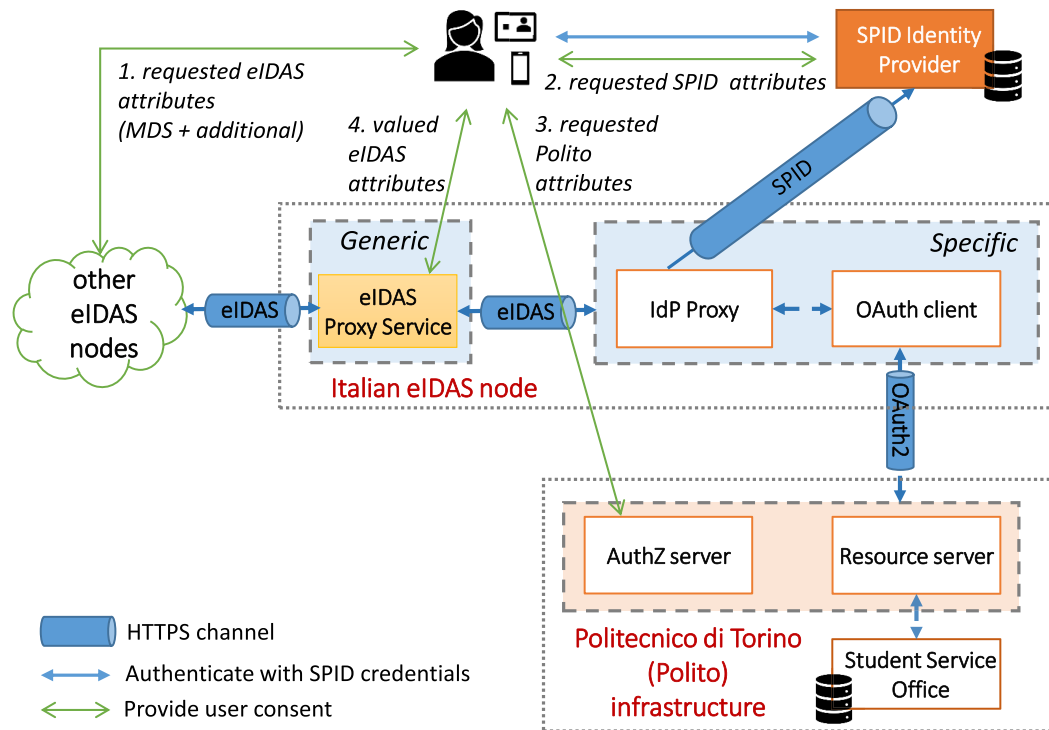 1. requested eIDAS
attributes
(MDS + additional)
SPID Identity
Provider
2. requested SPID attributes
4. valued
eIDAS
attributes
3. requested
Polito
attributes
SPID
Generic
Specific
other
eIDAS
nodes
eIDAS
eIDAS
Proxy Service
eIDAS
IdP Proxy
OAuth client
Italian eIDAS node
OAuth2
AuthZ server
Resource server
Politecnico di Torino
(Polito)
infrastructure
Student Service
Office
HTTPS channel
Authenticate with SPID credentials
Provide user consent